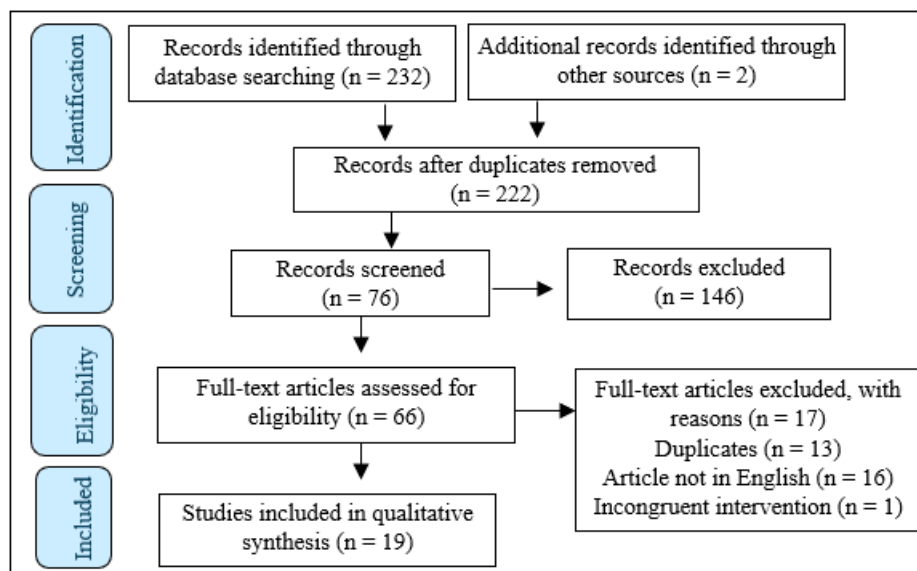 Identification
Records identified through
database searching (n = 232)
Additional records identified through
other sources (n = 2)
Records after duplicates removed
(n = 222)
Screening
Records screened
(n = 76)
Records excluded
(n = 146)
Eligibility
Full-text articles assessed for
eligibility (n = 66)
Full-text articles excluded, with
reasons (n = 17)
Duplicates (n = 13)
Article not in English (n = 16)
Incongruent intervention (n = 1)
Included
Studies included in qualitative
synthesis (n = 19)